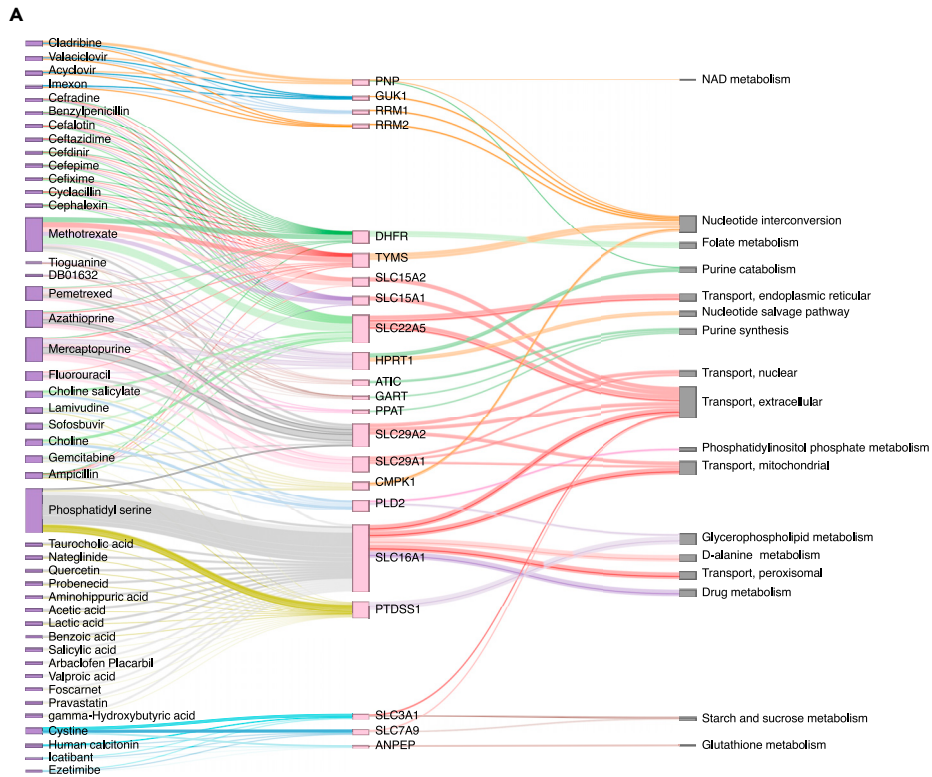 A
Cladribine
Valaciclovir
Acyclovir
Imexon
Cefradine
Benzylpenicillin
Cefalotin
Ceftazidime
Cefdinir
Cefepime
Cefixime
Cyclacillin
Cephalexin
Methotrexate
Tioguanine
DB01632
Pemetrexed
Azathioprine
Mercaptopurine
Fluorouracil
Choline salicylate
Lamivudine
Sofosbuvir
Choline
Gemcitabine
Ampicillin
Phosphatidyl serine
Taurocholic acid
Nateglinide
Quercetin
Probenecid
Aminohippuric acid
Acetic acid
Lactic acid
Benzoic acid
Salicylic acid
Arbaclofen Placarbil
Valproic acid
Foscarnet
Pravastatin
gamma-Hydroxybutyric acid
Cystine
Human calcitonin
Icatibant
Ezetimibe
PNP
GUK1
RRM1
RRM2
DHFR
TYMS
SLC15A2
SLC15A1
SLC22A5
HPRT1
ATIC
GART
PPAT
SLC29A2
SLC29A1
CMPK1
PLD2
SLC16A1
PTDSS1
SLC3A1
SLC7A9
ANPEP
NAD metabolism
Nucleotide interconversion
Folate metabolism
Purine catabolism
Transport, endoplasmic reticular
Nucleotide salvage pathway
Purine synthesis
Transport, nuclear
Transport, extracellular
Phosphatidylinositol phosphate metabolism
Transport, mitochondrial
Glycerophospholipid metabolism
D-alanine metabolism
Transport, peroxisomal
Drug metabolism
Starch and sucrose metabolism
Glutathione metabolism